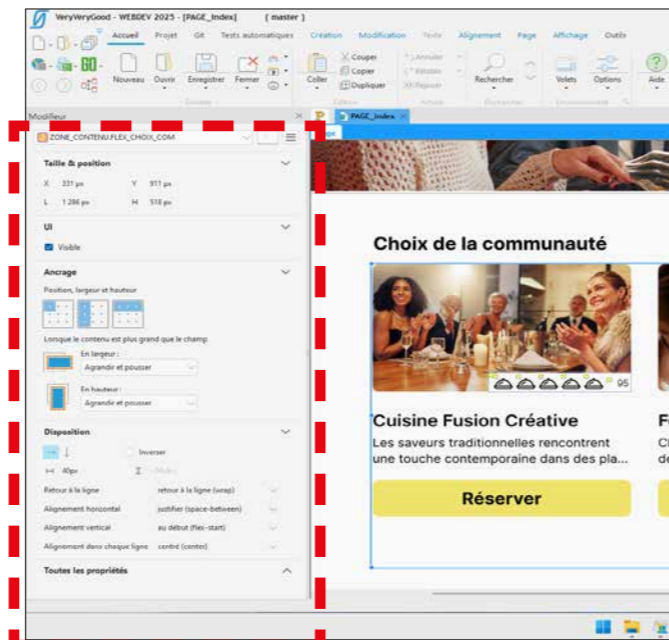 VeryVeryGood - WEBDEV 2025 - [PAGE_Index] [ master ]
Accueil Projet Git Tests automatiques Création Modification Texte Alignement Page Affichage Outils
GO
Nouveau Ouvrir Enregistrer Fermer Coller Couper Copier Dupliquer Annuler Rétablir Rechercher Volets Options Aide
Modifieur
PAGE_Index
ZONE_CONTENU.FLEX_CHOIX_COM
Taille & position
X 331 px Y 911 px
L 1 286 px H 518 px
UI
Visible
Ancrage
Position, largeur et hauteur
Lorsque le contenu est plus grand que le champ
En largeur :
Agrandir et pousser
En hauteur :
Agrandir et pousser
Disposition
Inverser
40px
Retour à la ligne retour à la ligne (wrap)
Alignement horizontal justifier (space-between)
Alignement vertical au début (flex-start)
Alignement dans chaque ligne centré (center)
Toutes les propriétés
Choix de la communauté
95
Cuisine Fusion Créative
Les saveurs traditionnelles rencontrent
une touche contemporaine dans des pla...
Réserver